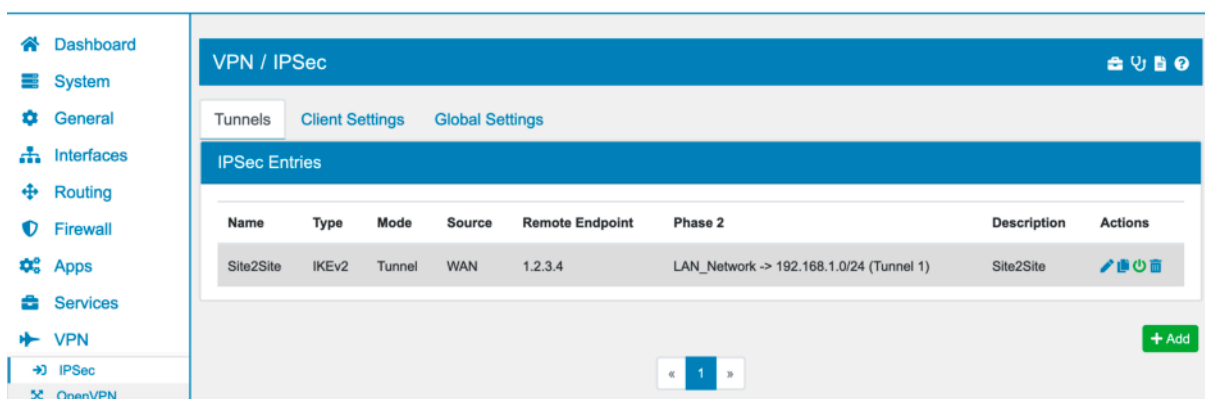 Dashboard
System
General
Interfaces
Routing
Firewall
Apps
Services
VPN
IPSec
OpenVPN
VPN / IPSec
Tunnels Client Settings Global Settings
IPSec Entries
Name Type Mode Source Remote Endpoint Phase 2 Description Actions
Site2Site IKEv2 Tunnel WAN 1.2.3.4 LAN_Network -> 192.168.1.0/24 (Tunnel 1) Site2Site
+ Add
« 1 »